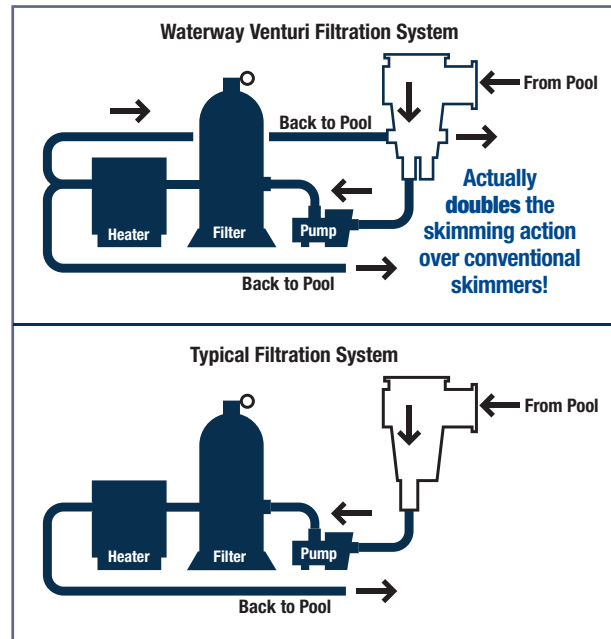 Waterway Venturi Filtration System
From Pool
Back to Pool
Actually
doubles the
skimming action
over conventional
skimmers!
Heater
Filter
Pump
Back to Pool
Typical Filtration System
From Pool
Heater
Filter
Pump
Back to Pool